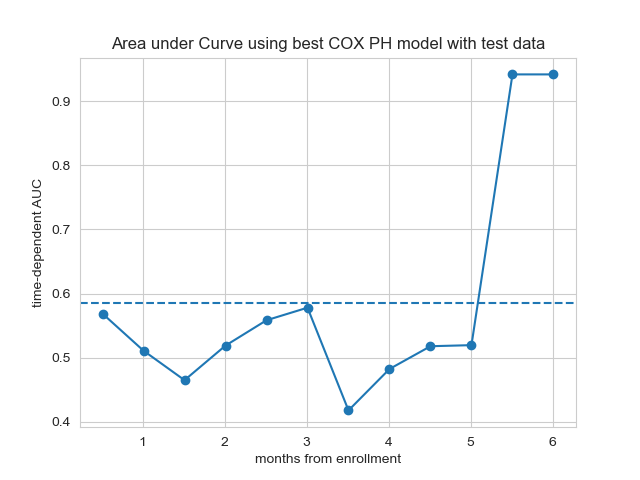 Area under Curve using best COX PH model with test data
time-dependent AUC
0.9
0.8
0.7
0.6
0.5
0.4
1 2 3 4 5 6
months from enrollment